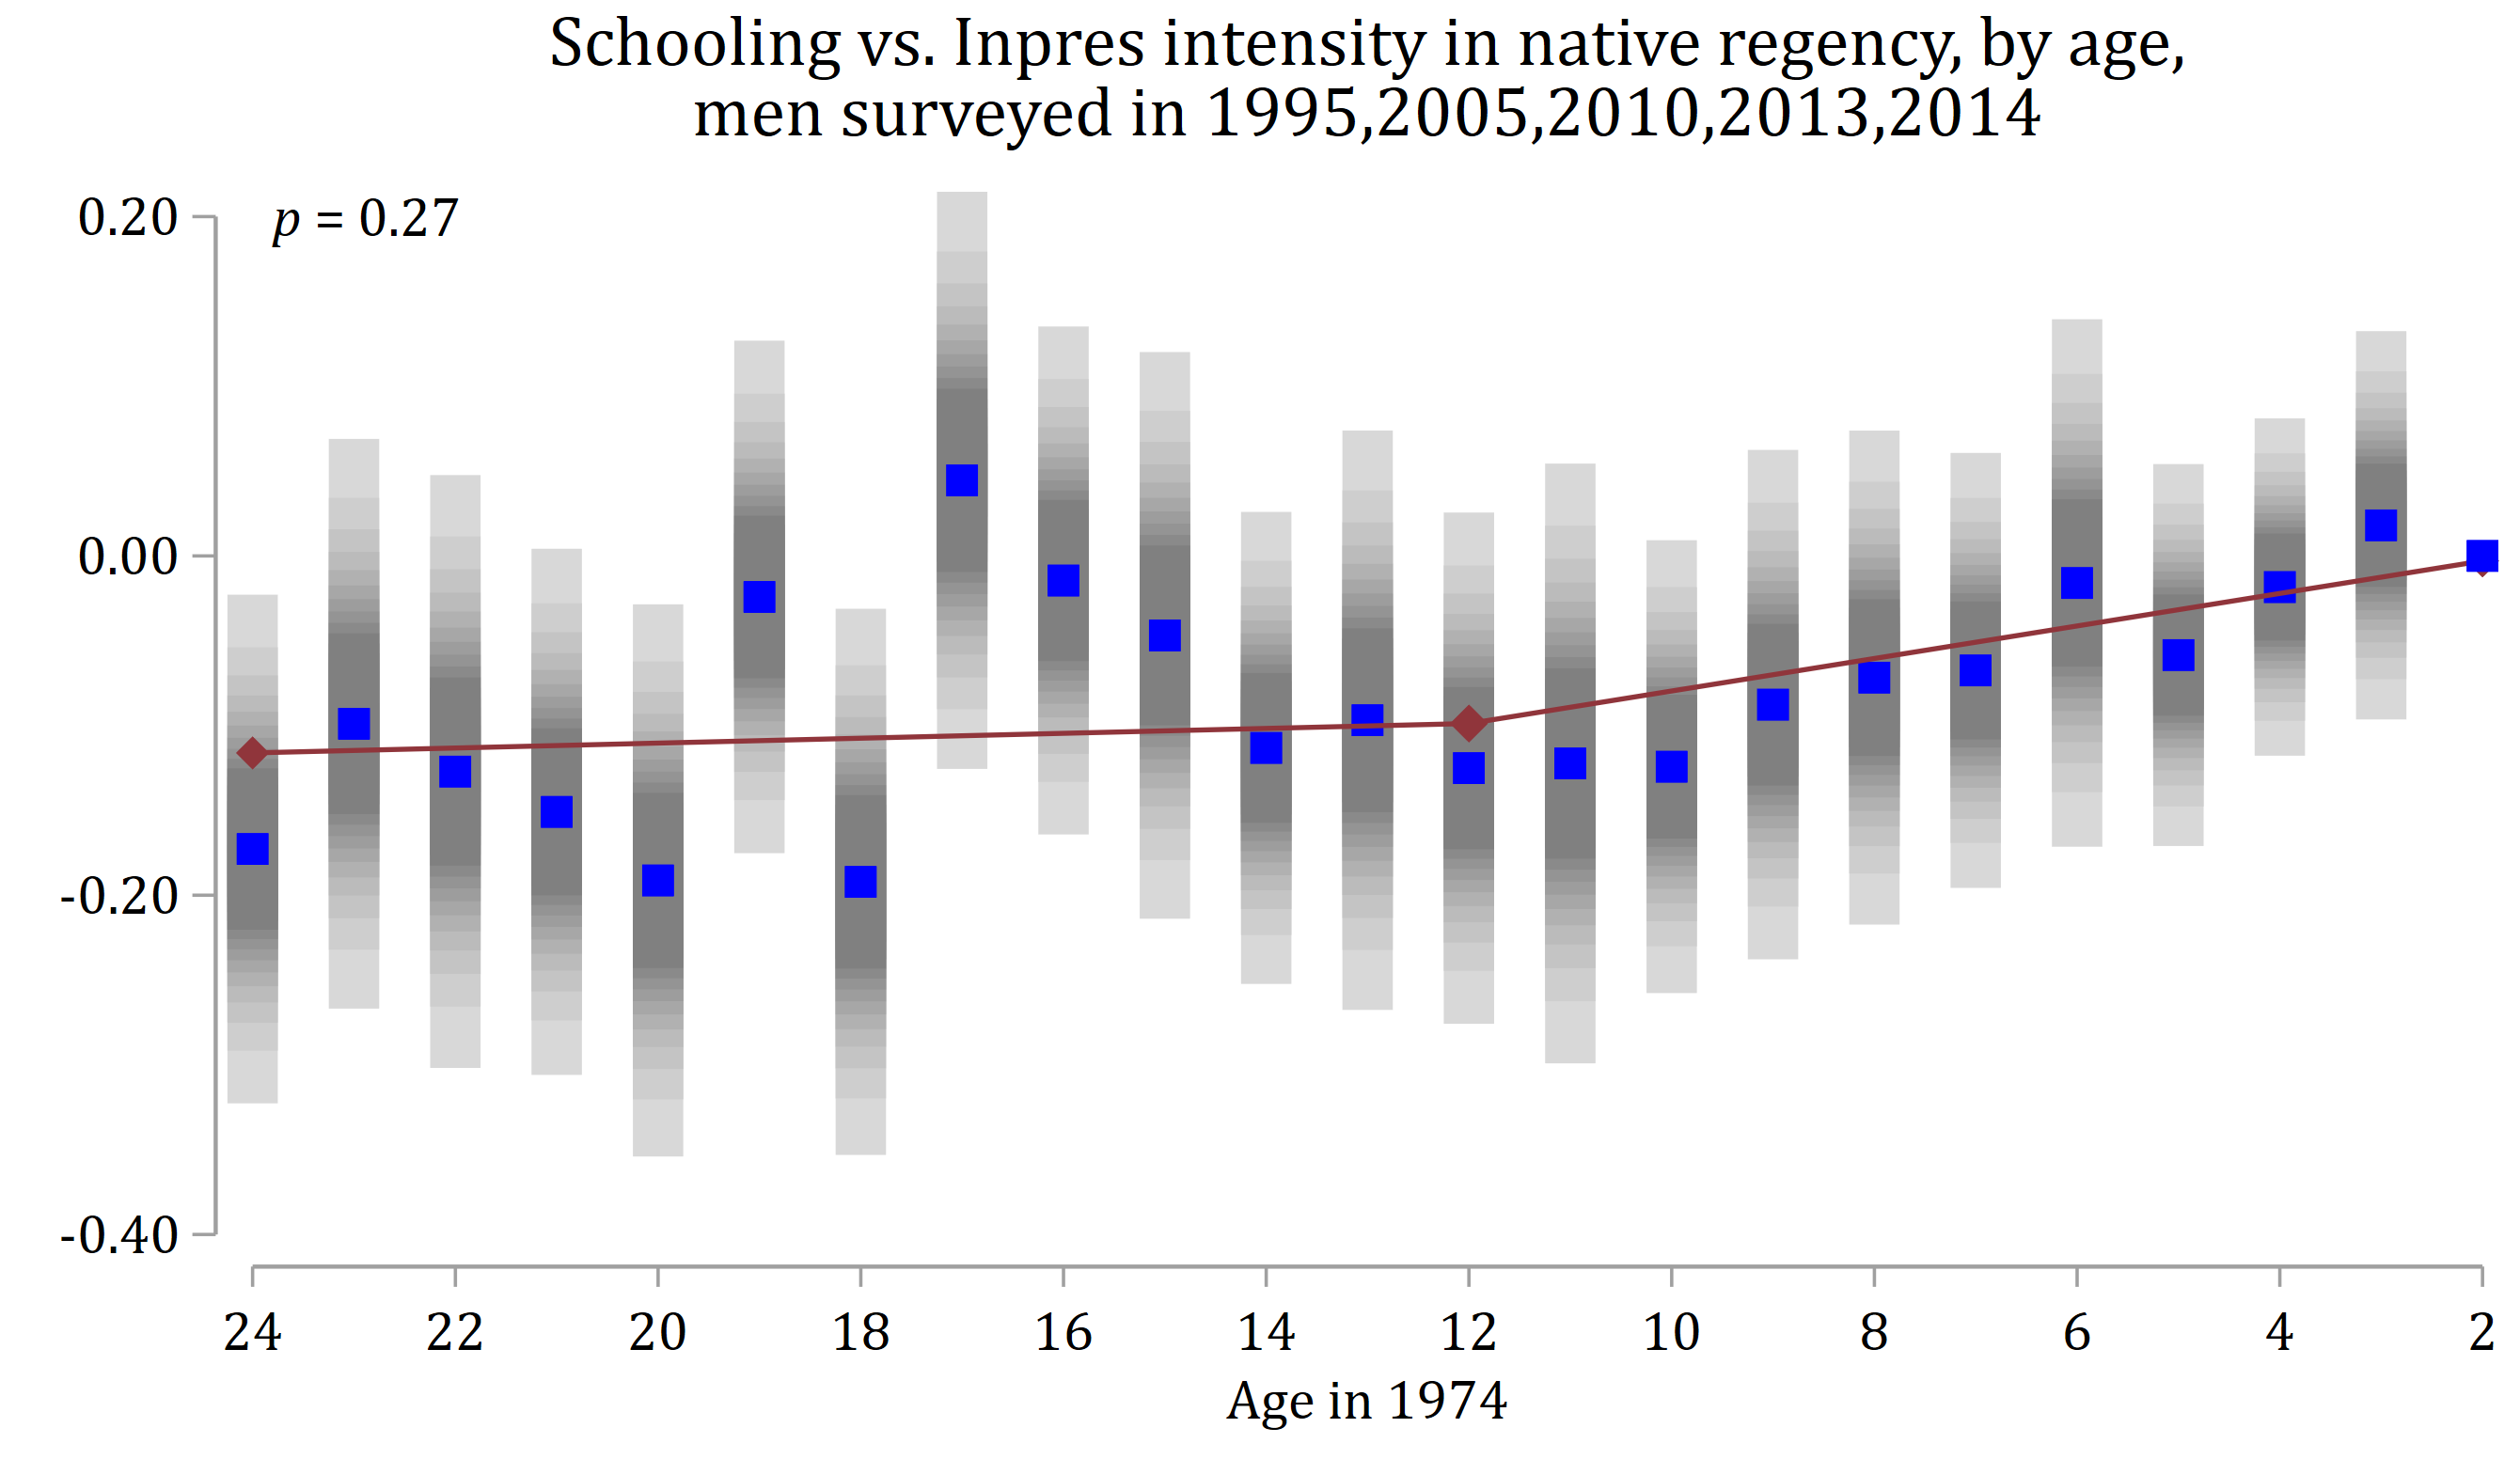 Schooling vs. Inpres intensity in native regency, by age,
men surveyed in 1995,2005,2010,2013,2014
p = 0.27
0.20
0.00
-0.20
-0.40
24 22 20 18 16 14 12 10 8 6 4 2
Age in 1974